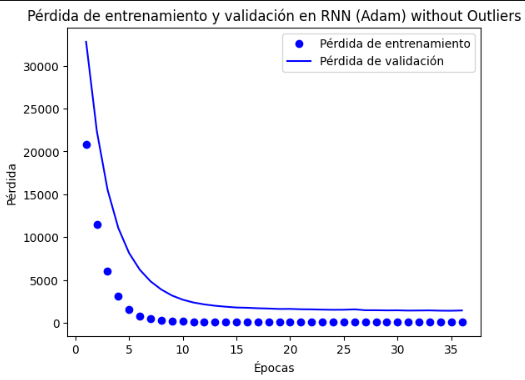 Pérdida de entrenamiento y validación en RNN (Adam) without Outliers
Pérdida de entrenamiento
Pérdida de validación
30000
25000
20000
15000
10000
5000
0
Pérdida
0 5 10 15 20 25 30 35
Épocas